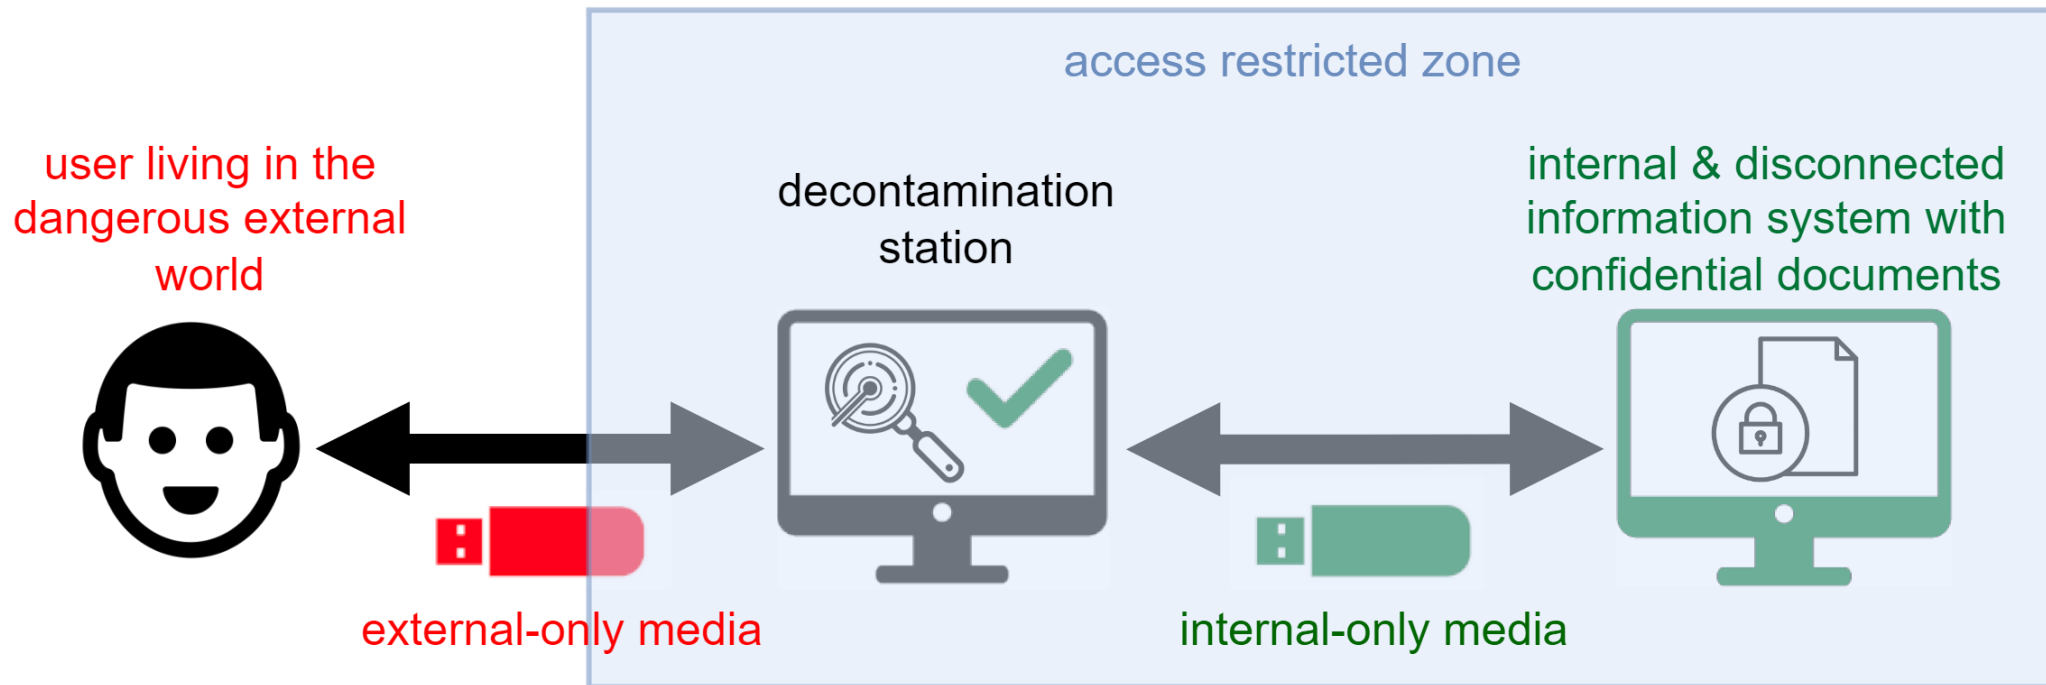 access restricted zone
user living in the
dangerous external
world
decontamination
station
internal & disconnected
information system with
confidential documents
external-only media
internal-only media